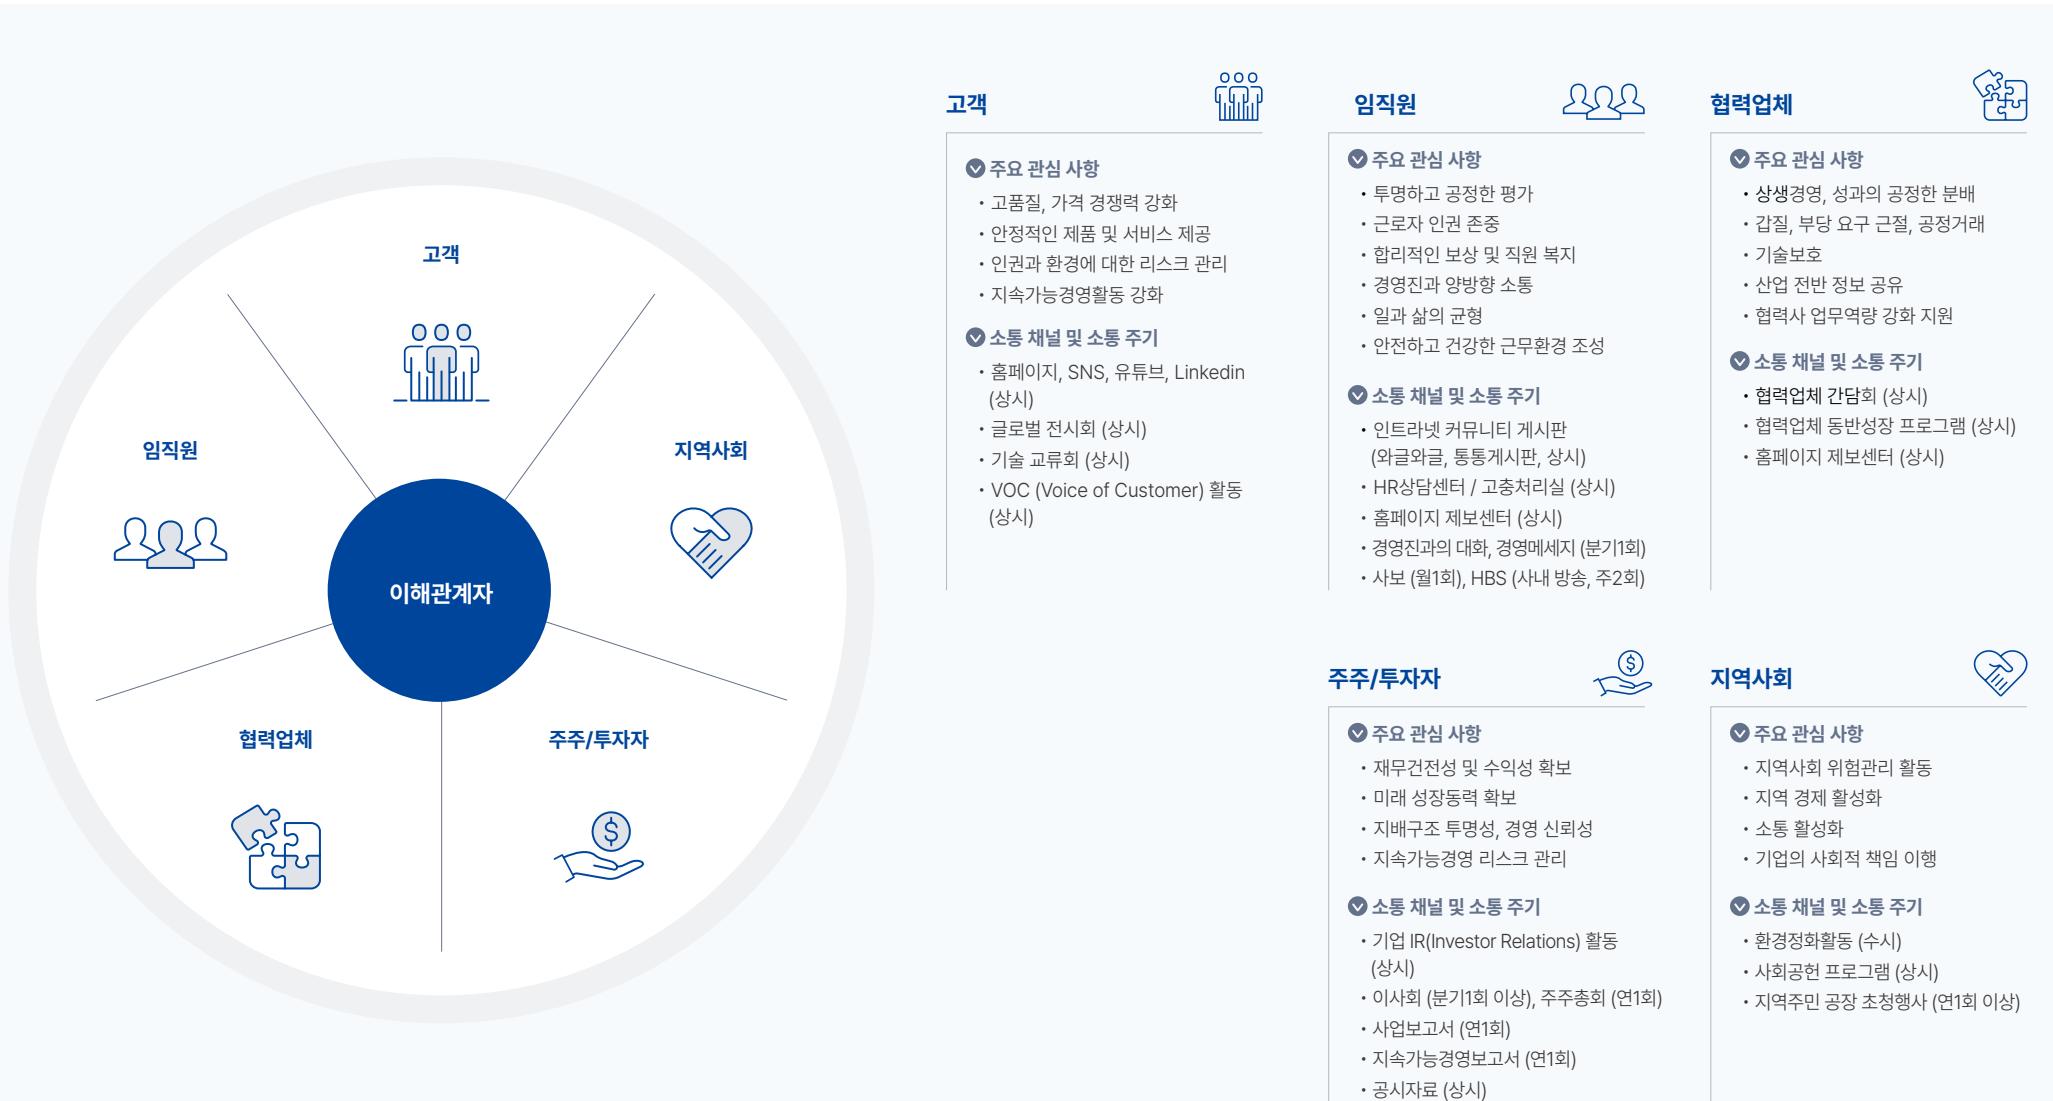 고객
임직원
지역사회
이해관계자
협력업체
주주/투자자
고객
주요 관심 사항
• 고품질, 가격 경쟁력 강화
• 안정적인 제품 및 서비스 제공
• 인권과 환경에 대한 리스크 관리
• 지속가능경영활동 강화
소통 채널 및 소통 주기
• 홈페이지, SNS, 유튜브, Linkedin
(상시)
• 글로벌 전시회 (상시)
• 기술 교류회 (상시)
• VOC (Voice of Customer) 활동
(상시)
임직원
주요 관심 사항
• 투명하고 공정한 평가
• 근로자 인권 존중
• 합리적인 보상 및 직원 복지
• 경영진과 양방향 소통
• 일과 삶의 균형
• 안전하고 건강한 근무환경 조성
소통 채널 및 소통 주기
• 인트라넷 커뮤니티 게시판
(와글와글, 통통게시판, 상시)
• HR상담센터 / 고충처리실 (상시)
• 홈페이지 제보센터 (상시)
• 경영진과의 대화, 경영메세지 (분기1회)
• 사보 (월1회), HBS (사내 방송, 주2회)
협력업체
주요 관심 사항
• 상생경영, 성과의 공정한 분배
• 갑질, 부당 요구 근절, 공정거래
• 기술보호
• 산업 전반 정보 공유
• 협력사 업무역량 강화 지원
소통 채널 및 소통 주기
• 협력업체 간담회 (상시)
• 협력업체 동반성장 프로그램 (상시)
• 홈페이지 제보센터 (상시)
주주/투자자
주요 관심 사항
• 재무건전성 및 수익성 확보
• 미래 성장동력 확보
• 지배구조 투명성, 경영 신뢰성
• 지속가능경영 리스크 관리
소통 채널 및 소통 주기
• 기업 IR(Investor Relations) 활동
(상시)
• 이사회 (분기1회 이상), 주주총회 (연1회)
• 사업보고서 (연1회)
• 지속가능경영보고서 (연1회)
• 공시자료 (상시)
지역사회
주요 관심 사항
• 지역사회 위험관리 활동
• 지역 경제 활성화
• 소통 활성화
• 기업의 사회적 책임 이행
소통 채널 및 소통 주기
• 환경정화활동 (수시)
• 사회공헌 프로그램 (상시)
• 지역주민 공장 초청행사 (연1회 이상)